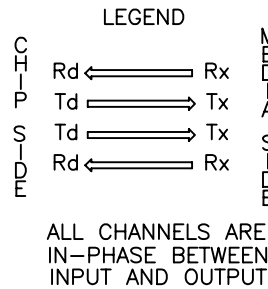 LEGEND
CHIP SIDE
MEDIA SIDE
Rd Rx
Td Tx
Td Tx
Rd Rx
ALL CHANNELS ARE
IN-PHASE BETWEEN
INPUT AND OUTPUT